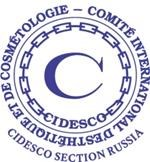 COMITÉ INTERNATIONAL D'ESTHÉTIQUE ET DE COSMÉTOLOGIE –
C
CIDESCO
CIDESCO SECTION RUSSIA